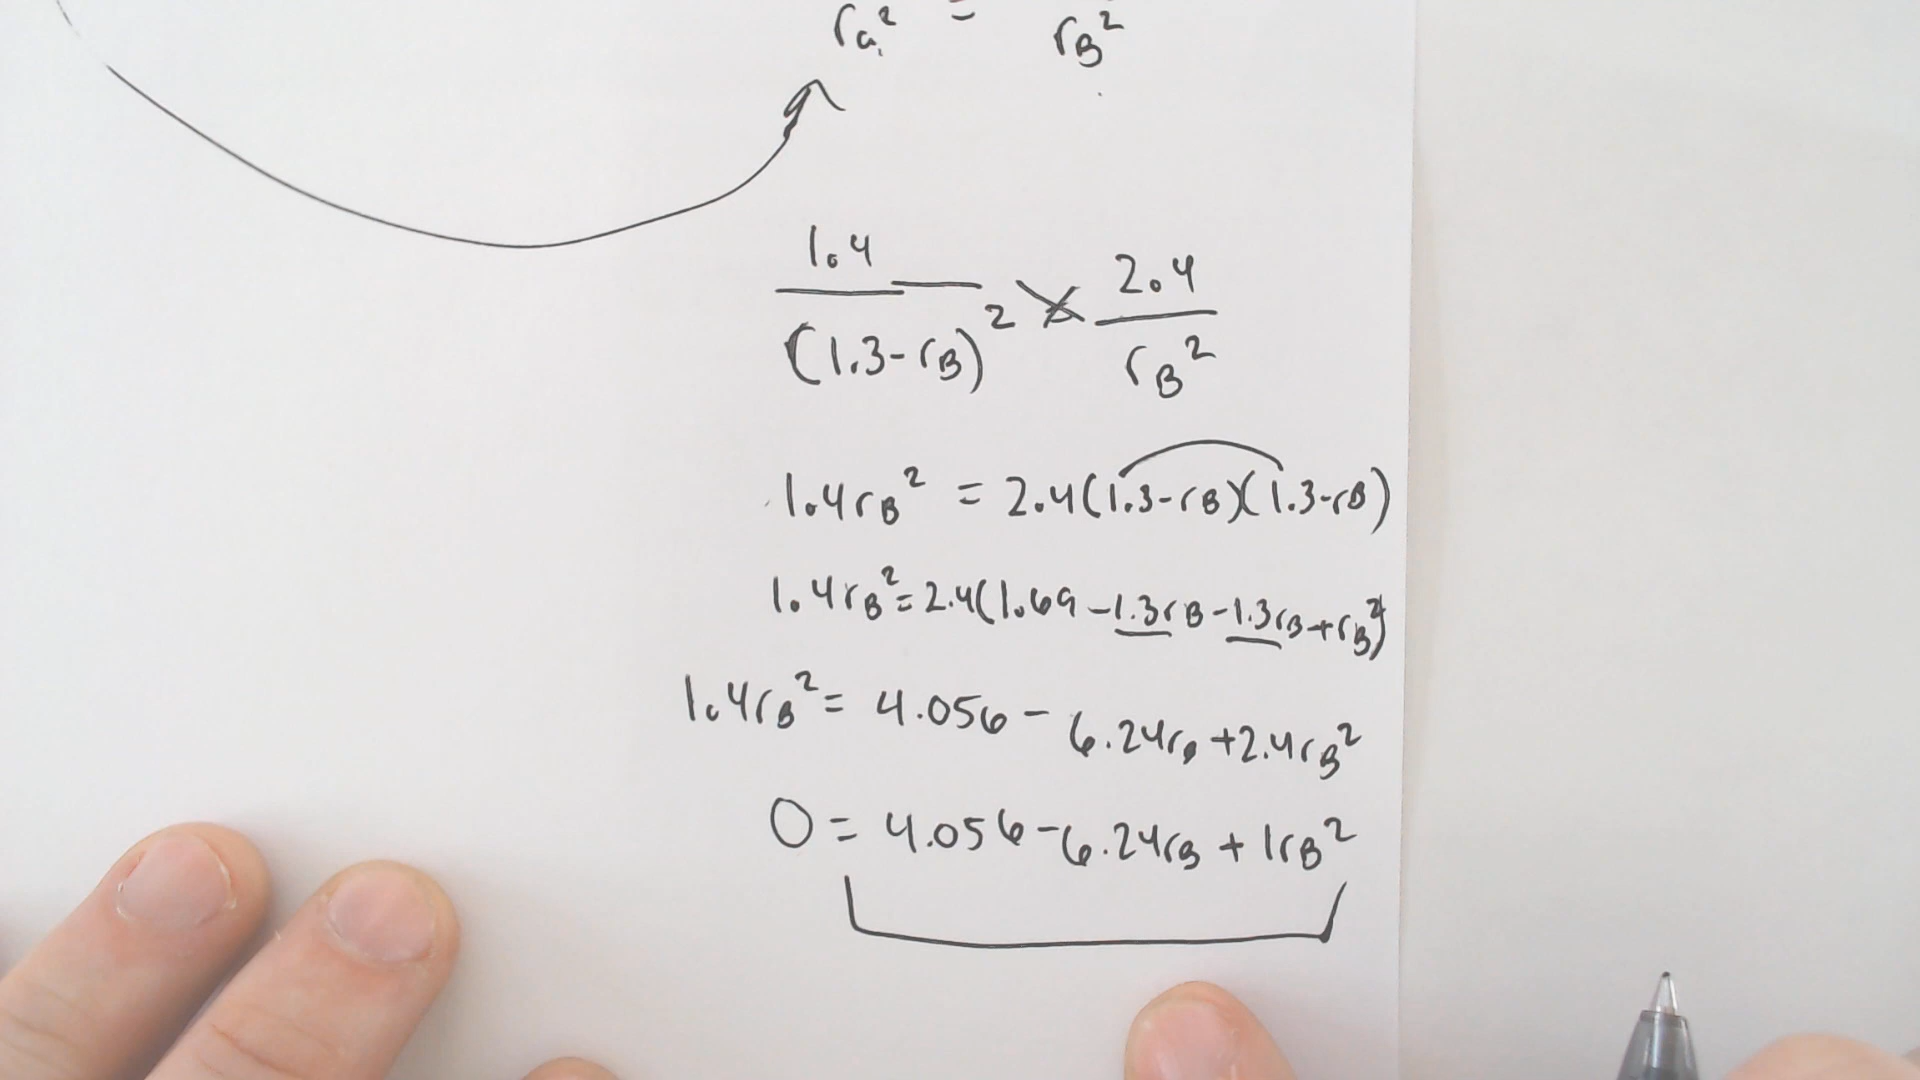 ra² = rB²
1.4 / (1.3-rB)² × 2.4 / rB²
1.4rB² = 2.4(1.3-rB)(1.3-rB)
1.4rB² = 2.4(1.69 - 1.3rB - 1.3rB + rB²)
1.4rB² = 4.056 - 6.24rB + 2.4rB²
0 = 4.056 - 6.24rB + 1rB²